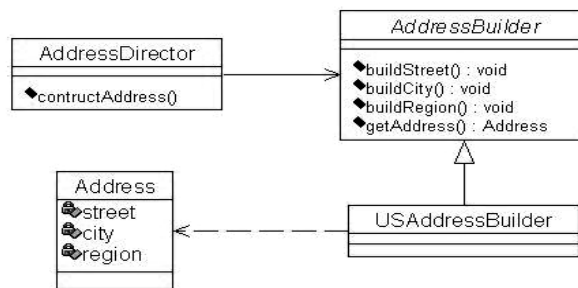 AddressBuilder
buildStreet() : void
buildCity() : void
buildRegion() : void
getAddress() : Address
AddressDirector
contructAddress()
Address
street
city
region
USAddressBuilder